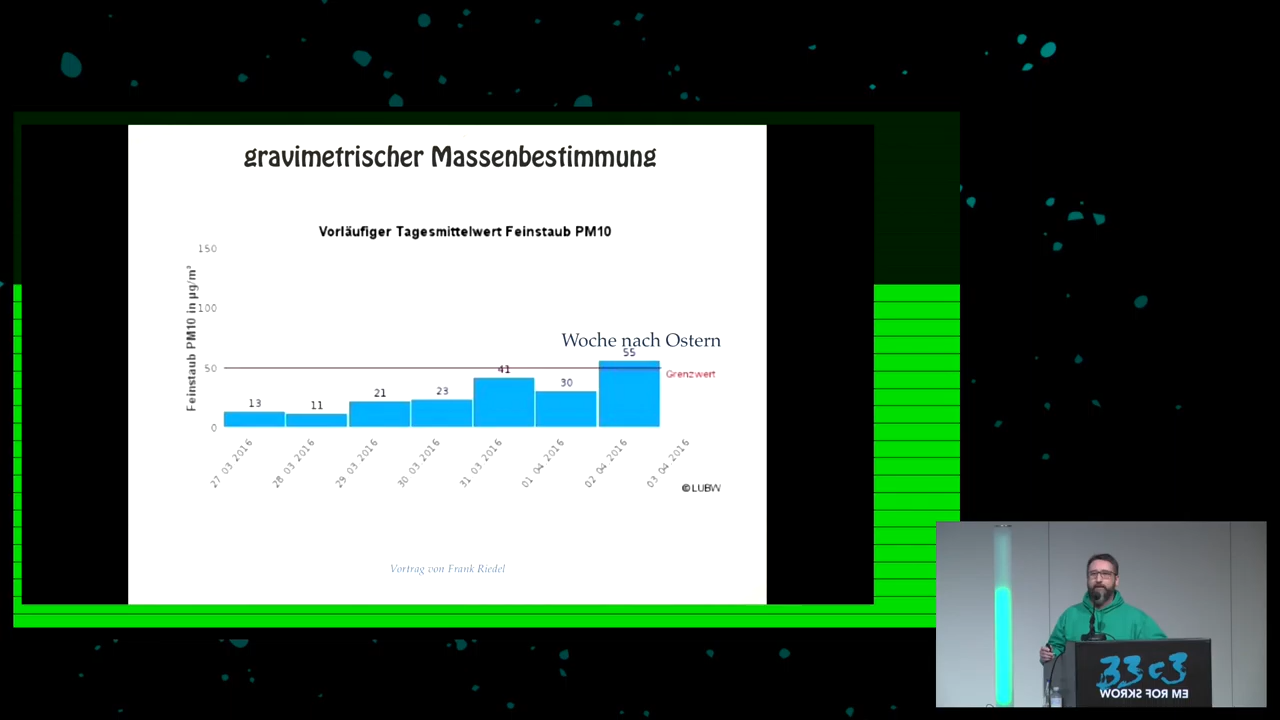 gravimetrischer Massenbestimmung
Vorläufiger Tagesmittelwert Feinstaub PM10
Feinstaub PM10 in µg/m³
150
100
50
0
Woche nach Ostern
13
11
21
23
41
30
55
Grenzwert
27 03 2016
28 03 2016
29 03 2016
30 03 2016
31 03 2016
01 04 2016
02 04 2016
03 04 2016
©LUBW
Vortrag von Frank Riedel
33c3
WORKS FOR ME